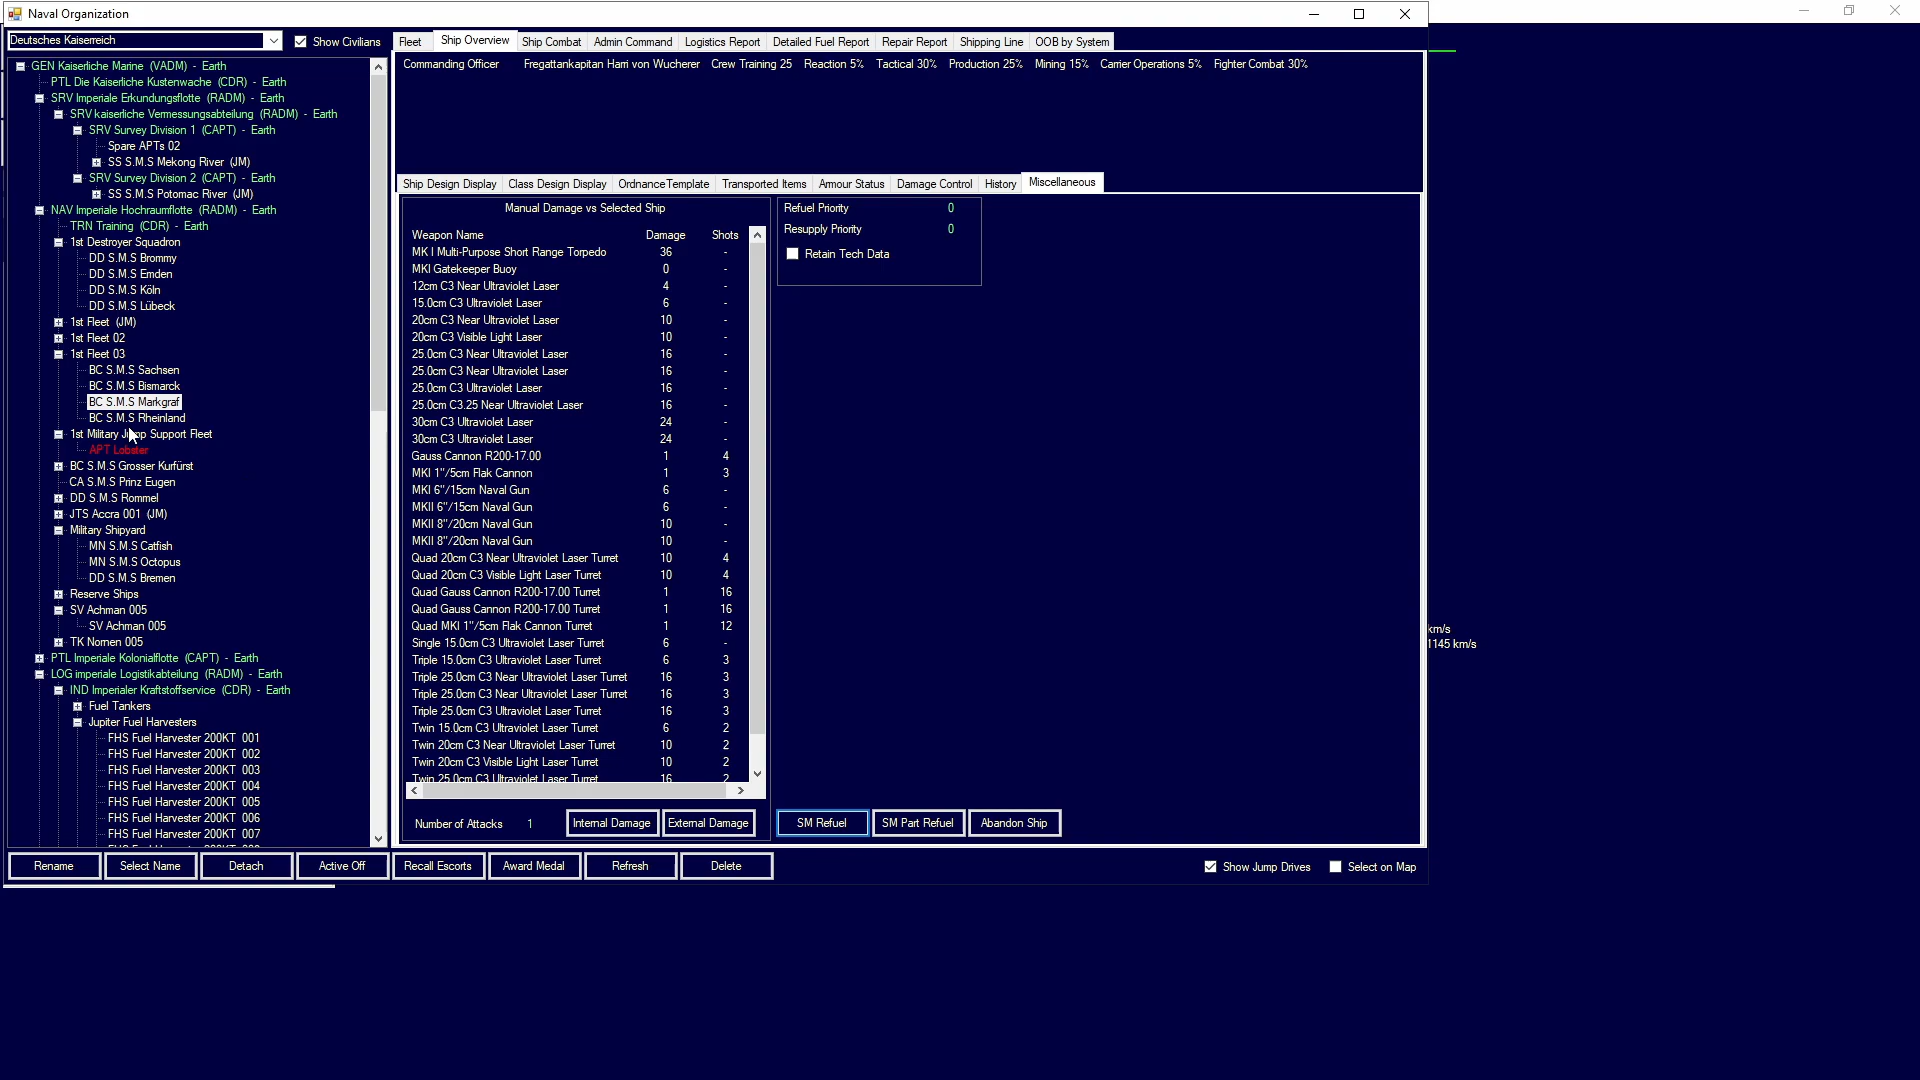 Naval Organization
Deutsches Kaiserreich
Show Civilians
Fleet Ship Overview Ship Combat Admin Command Logistics Report Detailed Fuel Report Repair Report Shipping Line OOB by System
GEN Kaiserliche Marine (VADM) - Earth
PTL Die Kaiserliche Kustenwache (CDR) - Earth
SRV Imperiale Erkundungsflotte (RADM) - Earth
SRV kaiserliche Vermessungsabteilung (RADM) - Earth
SRV Survey Division 1 (CAPT) - Earth
Spare APTs 02
SS S.M.S Mekong River (JM)
SRV Survey Division 2 (CAPT) - Earth
SS S.M.S Potomac River (JM)
NAV Imperiale Hochraumflotte (RADM) - Earth
TRN Training (CDR) - Earth
1st Destroyer Squadron
DD S.M.S Brommy
DD S.M.S Emden
DD S.M.S Köln
DD S.M.S Lübeck
1st Fleet (JM)
1st Fleet 02
1st Fleet 03
BC S.M.S Sachsen
BC S.M.S Bismarck
BC S.M.S Markgraf
BC S.M.S Rheinland
1st Military Jump Support Fleet
APT Lobster
BC S.M.S Grosser Kurfürst
CA S.M.S Prinz Eugen
DD S.M.S Rommel
JTS Accra 001 (JM)
Military Shipyard
MN S.M.S Catfish
MN S.M.S Octopus
DD S.M.S Bremen
Reserve Ships
SV Achman 005
SV Achman 005
TK Nornen 005
PTL Imperiale Kolonialflotte (CAPT) - Earth
LOG imperiale Logistikabteilung (RADM) - Earth
IND Imperialer Kraftstoffservice (CDR) - Earth
Fuel Tankers
Jupiter Fuel Harvesters
FHS Fuel Harvester 200KT 001
FHS Fuel Harvester 200KT 002
FHS Fuel Harvester 200KT 003
FHS Fuel Harvester 200KT 004
FHS Fuel Harvester 200KT 005
FHS Fuel Harvester 200KT 006
FHS Fuel Harvester 200KT 007
Commanding Officer Fregattankapitan Harri von Wucherer Crew Training 25 Reaction 5% Tactical 30% Production 25% Mining 15% Carrier Operations 5% Fighter Combat 30%
Ship Design Display Class Design Display Ordnance Template Transported Items Amour Status Damage Control History Miscellaneous
Manual Damage vs Selected Ship
Weapon Name Damage Shots
MK I Multi-Purpose Short Range Torpedo 36 -
MKI Gatekeeper Buoy 0 -
12cm C3 Near Ultraviolet Laser 4 -
15.0cm C3 Ultraviolet Laser 6 -
20cm C3 Near Ultraviolet Laser 10 -
20cm C3 Visible Light Laser 10 -
25.0cm C3 Near Ultraviolet Laser 16 -
25.0cm C3 Near Ultraviolet Laser 16 -
25.0cm C3 Ultraviolet Laser 16 -
25.0cm C3.25 Near Ultraviolet Laser 16 -
30cm C3 Ultraviolet Laser 24 -
30cm C3 Ultraviolet Laser 24 -
Gauss Cannon R200-17.00 1 4
MKI 1"/5cm Flak Cannon 1 3
MKI 6"/15cm Naval Gun 6 -
MKII 6"/15cm Naval Gun 6 -
MKII 8"/20cm Naval Gun 10 -
MKII 8"/20cm Naval Gun 10 -
Quad 20cm C3 Near Ultraviolet Laser Turret 10 4
Quad 20cm C3 Visible Light Laser Turret 10 4
Quad Gauss Cannon R200-17.00 Turret 1 16
Quad Gauss Cannon R200-17.00 Turret 1 16
Quad MKI 1"/5cm Flak Cannon Turret 1 12
Single 15.0cm C3 Ultraviolet Laser Turret 6 -
Triple 15.0cm C3 Ultraviolet Laser Turret 6 3
Triple 25.0cm C3 Near Ultraviolet Laser Turret 16 3
Triple 25.0cm C3 Near Ultraviolet Laser Turret 16 3
Triple 25.0cm C3 Ultraviolet Laser Turret 16 3
Twin 15.0cm C3 Ultraviolet Laser Turret 6 2
Twin 20cm C3 Near Ultraviolet Laser Turret 10 2
Twin 20cm C3 Visible Light Laser Turret 10 2
Twin 25.0cm C3 Ultraviolet Laser Turret 16 2
Number of Attacks 1 Internal Damage External Damage
Refuel Priority 0
Resupply Priority 0
Retain Tech Data
SM Refuel SM Part Refuel Abandon Ship
km/s
1145 km/s
Rename Select Name Detach Active Off Recall Escorts Award Medal Refresh Delete
Show Jump Drives Select on Map